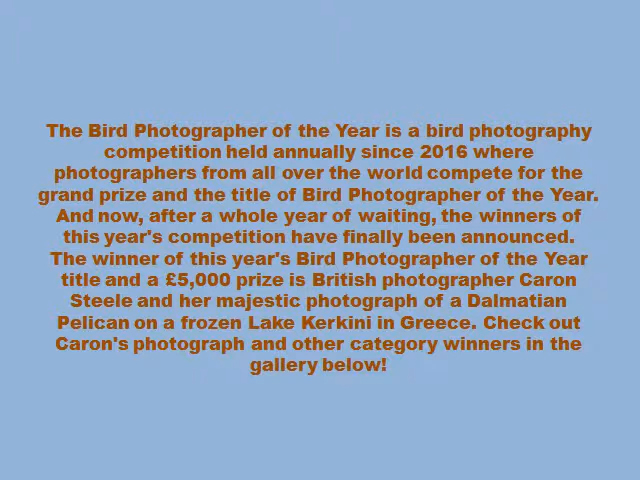 The Bird Photographer of the Year is a bird photography
competition held annually since 2016 where
photographers from all over the world compete for the
grand prize and the title of Bird Photographer of the Year.
And now, after a whole year of waiting, the winners of
this year's competition have finally been announced.
The winner of this year's Bird Photographer of the Year
title and a £5,000 prize is British photographer Caron
Steele and her majestic photograph of a Dalmatian
Pelican on a frozen Lake Kerkini in Greece. Check out
Caron's photograph and other category winners in the
gallery below!